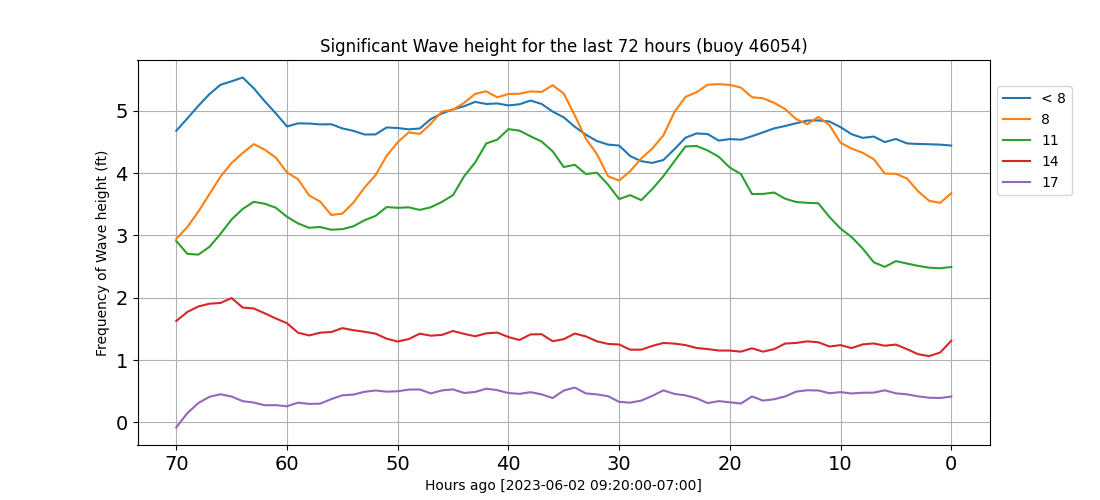 Significant Wave height for the last 72 hours (buoy 46054)
Frequency of Wave height (ft)
5
4
3
2
1
0
70 60 50 40 30 20 10 0
Hours ago [2023-06-02 09:20:00-07:00]
< 8
8
11
14
17